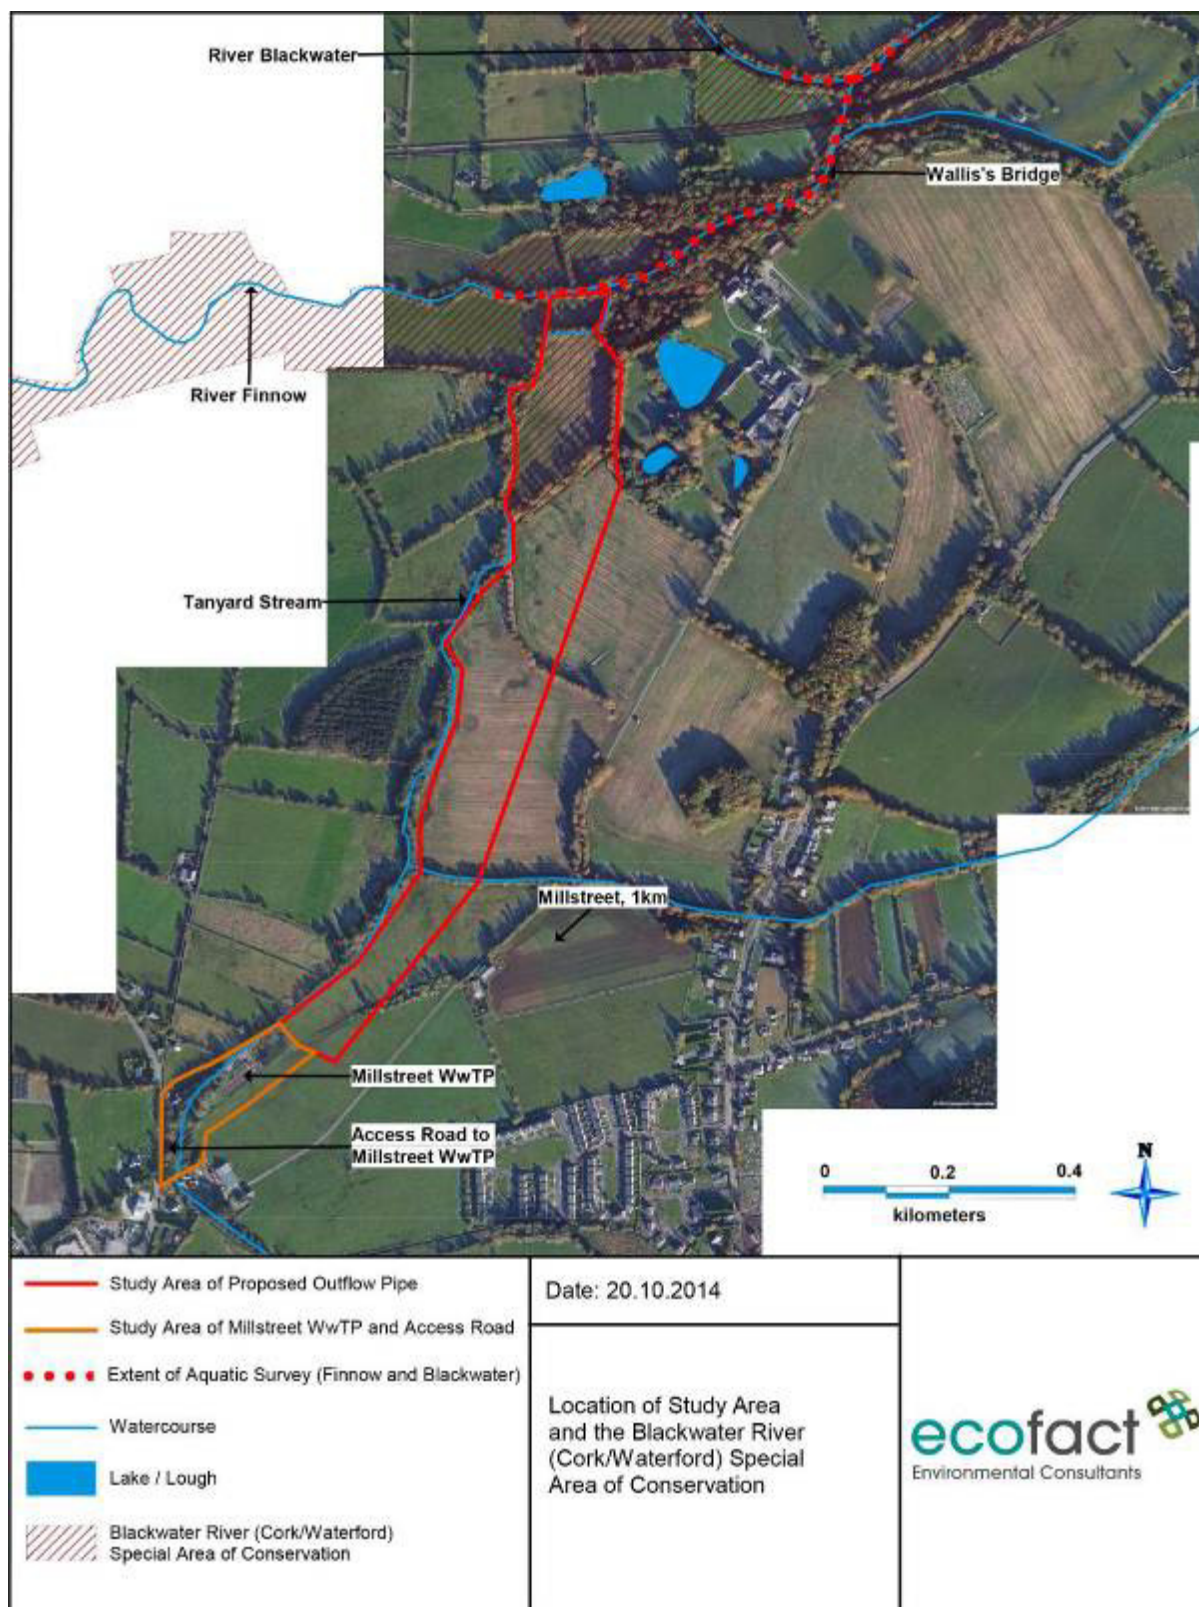 River Blackwater
Wallis's Bridge
River Finnow
Tanyard Stream
Millstreet, 1km
Millstreet WwTP
Access Road to
Millstreet WwTP
N
0 0.2 0.4
kilometers
Study Area of Proposed Outflow Pipe
Study Area of Millstreet WwTP and Access Road
Extent of Aquatic Survey (Finnow and Blackwater)
Watercourse
Lake / Lough
Blackwater River (Cork/Waterford)
Special Area of Conservation
Date: 20.10.2014
Location of Study Area
and the Blackwater River
(Cork/Waterford) Special
Area of Conservation
ecofact
Environmental Consultants